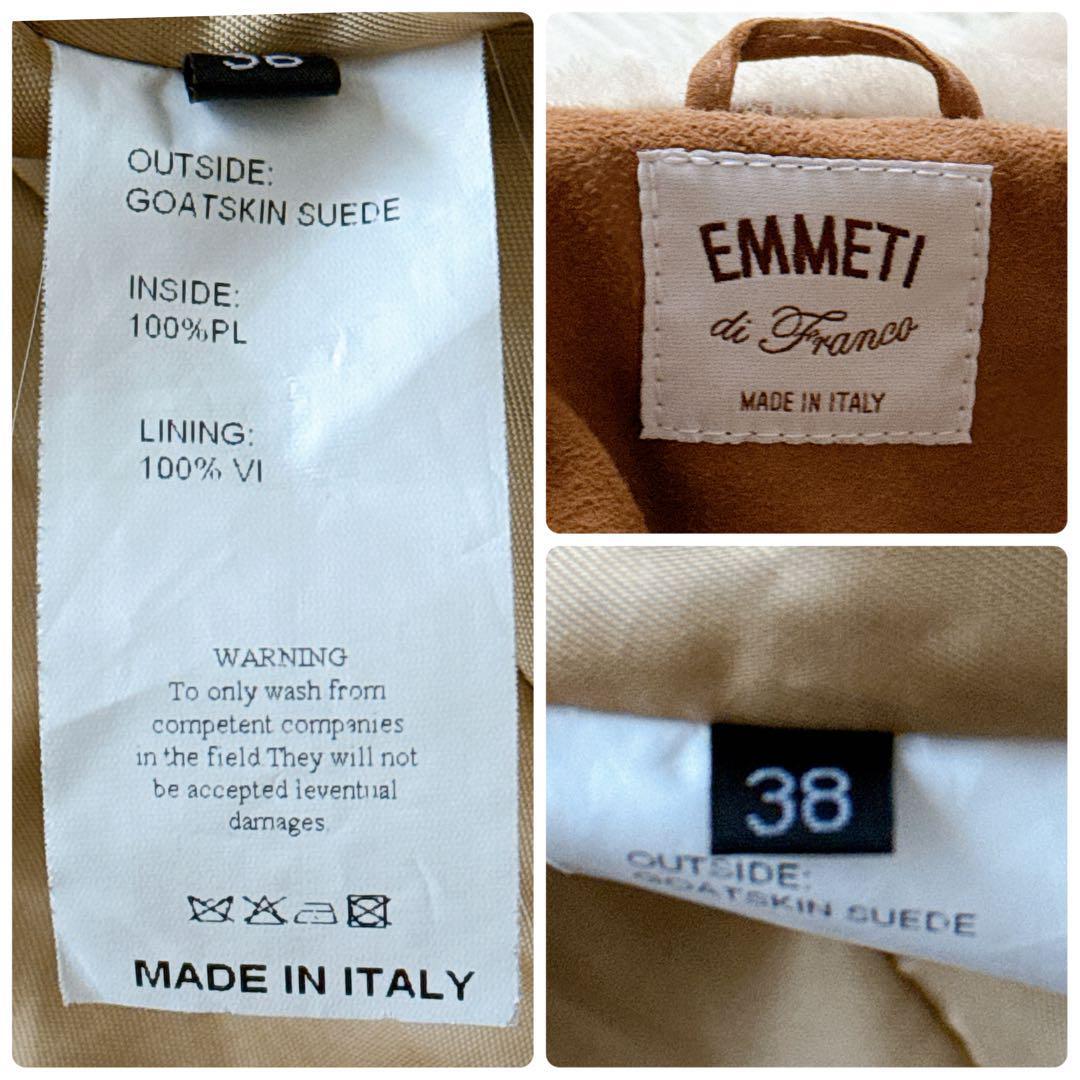 38
OUTSIDE:
GOATSKIN SUEDE
INSIDE:
100%PL
LINING:
100% VI
WARNING
To only wash from
competent companies
in the field They will not
be accepted leventual
damages.
MADE IN ITALY
EMMETI
di Franco
MADE IN ITALY
38
OUTSIDE:
GOATSKIN SUEDE